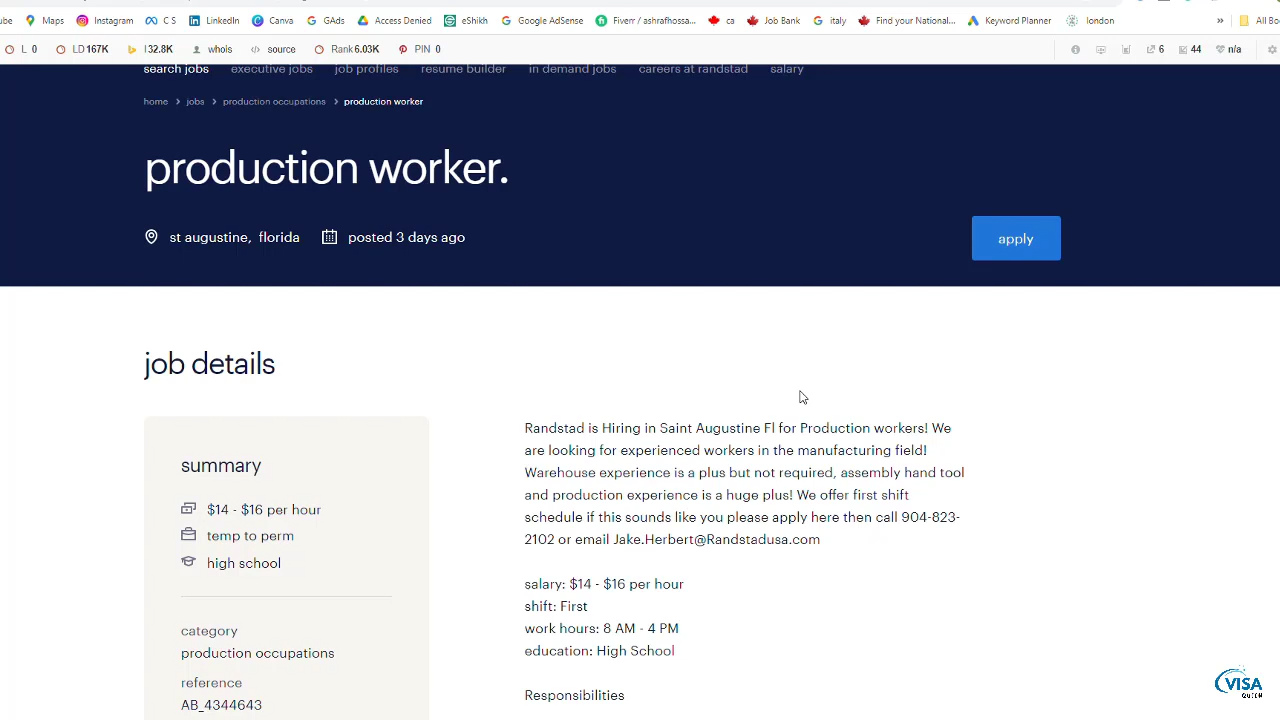 ube Maps Instagram C S LinkedIn Canva GAds Access Denied eShikh Google AdSense Fiverr / ashrafhossa... ca Job Bank italy Find your National... Keyword Planner london » All Bo
L 0 LD 167K I 32.8K whois source Rank 6.03K PIN 0 6 44 n/a
search jobs executive jobs job profiles resume builder in demand jobs careers at randstad salary
home > jobs > production occupations > production worker
production worker.
st augustine, florida posted 3 days ago
apply
job details
summary
$14 - $16 per hour
temp to perm
high school
category
production occupations
reference
AB_4344643
Randstad is Hiring in Saint Augustine Fl for Production workers! We
are looking for experienced workers in the manufacturing field!
Warehouse experience is a plus but not required, assembly hand tool
and production experience is a huge plus! We offer first shift
schedule if this sounds like you please apply here then call 904-823-
2102 or email Jake.Herbert@Randstadusa.com
salary: $14 - $16 per hour
shift: First
work hours: 8 AM - 4 PM
education: High School
Responsibilities
VISA
QUICK